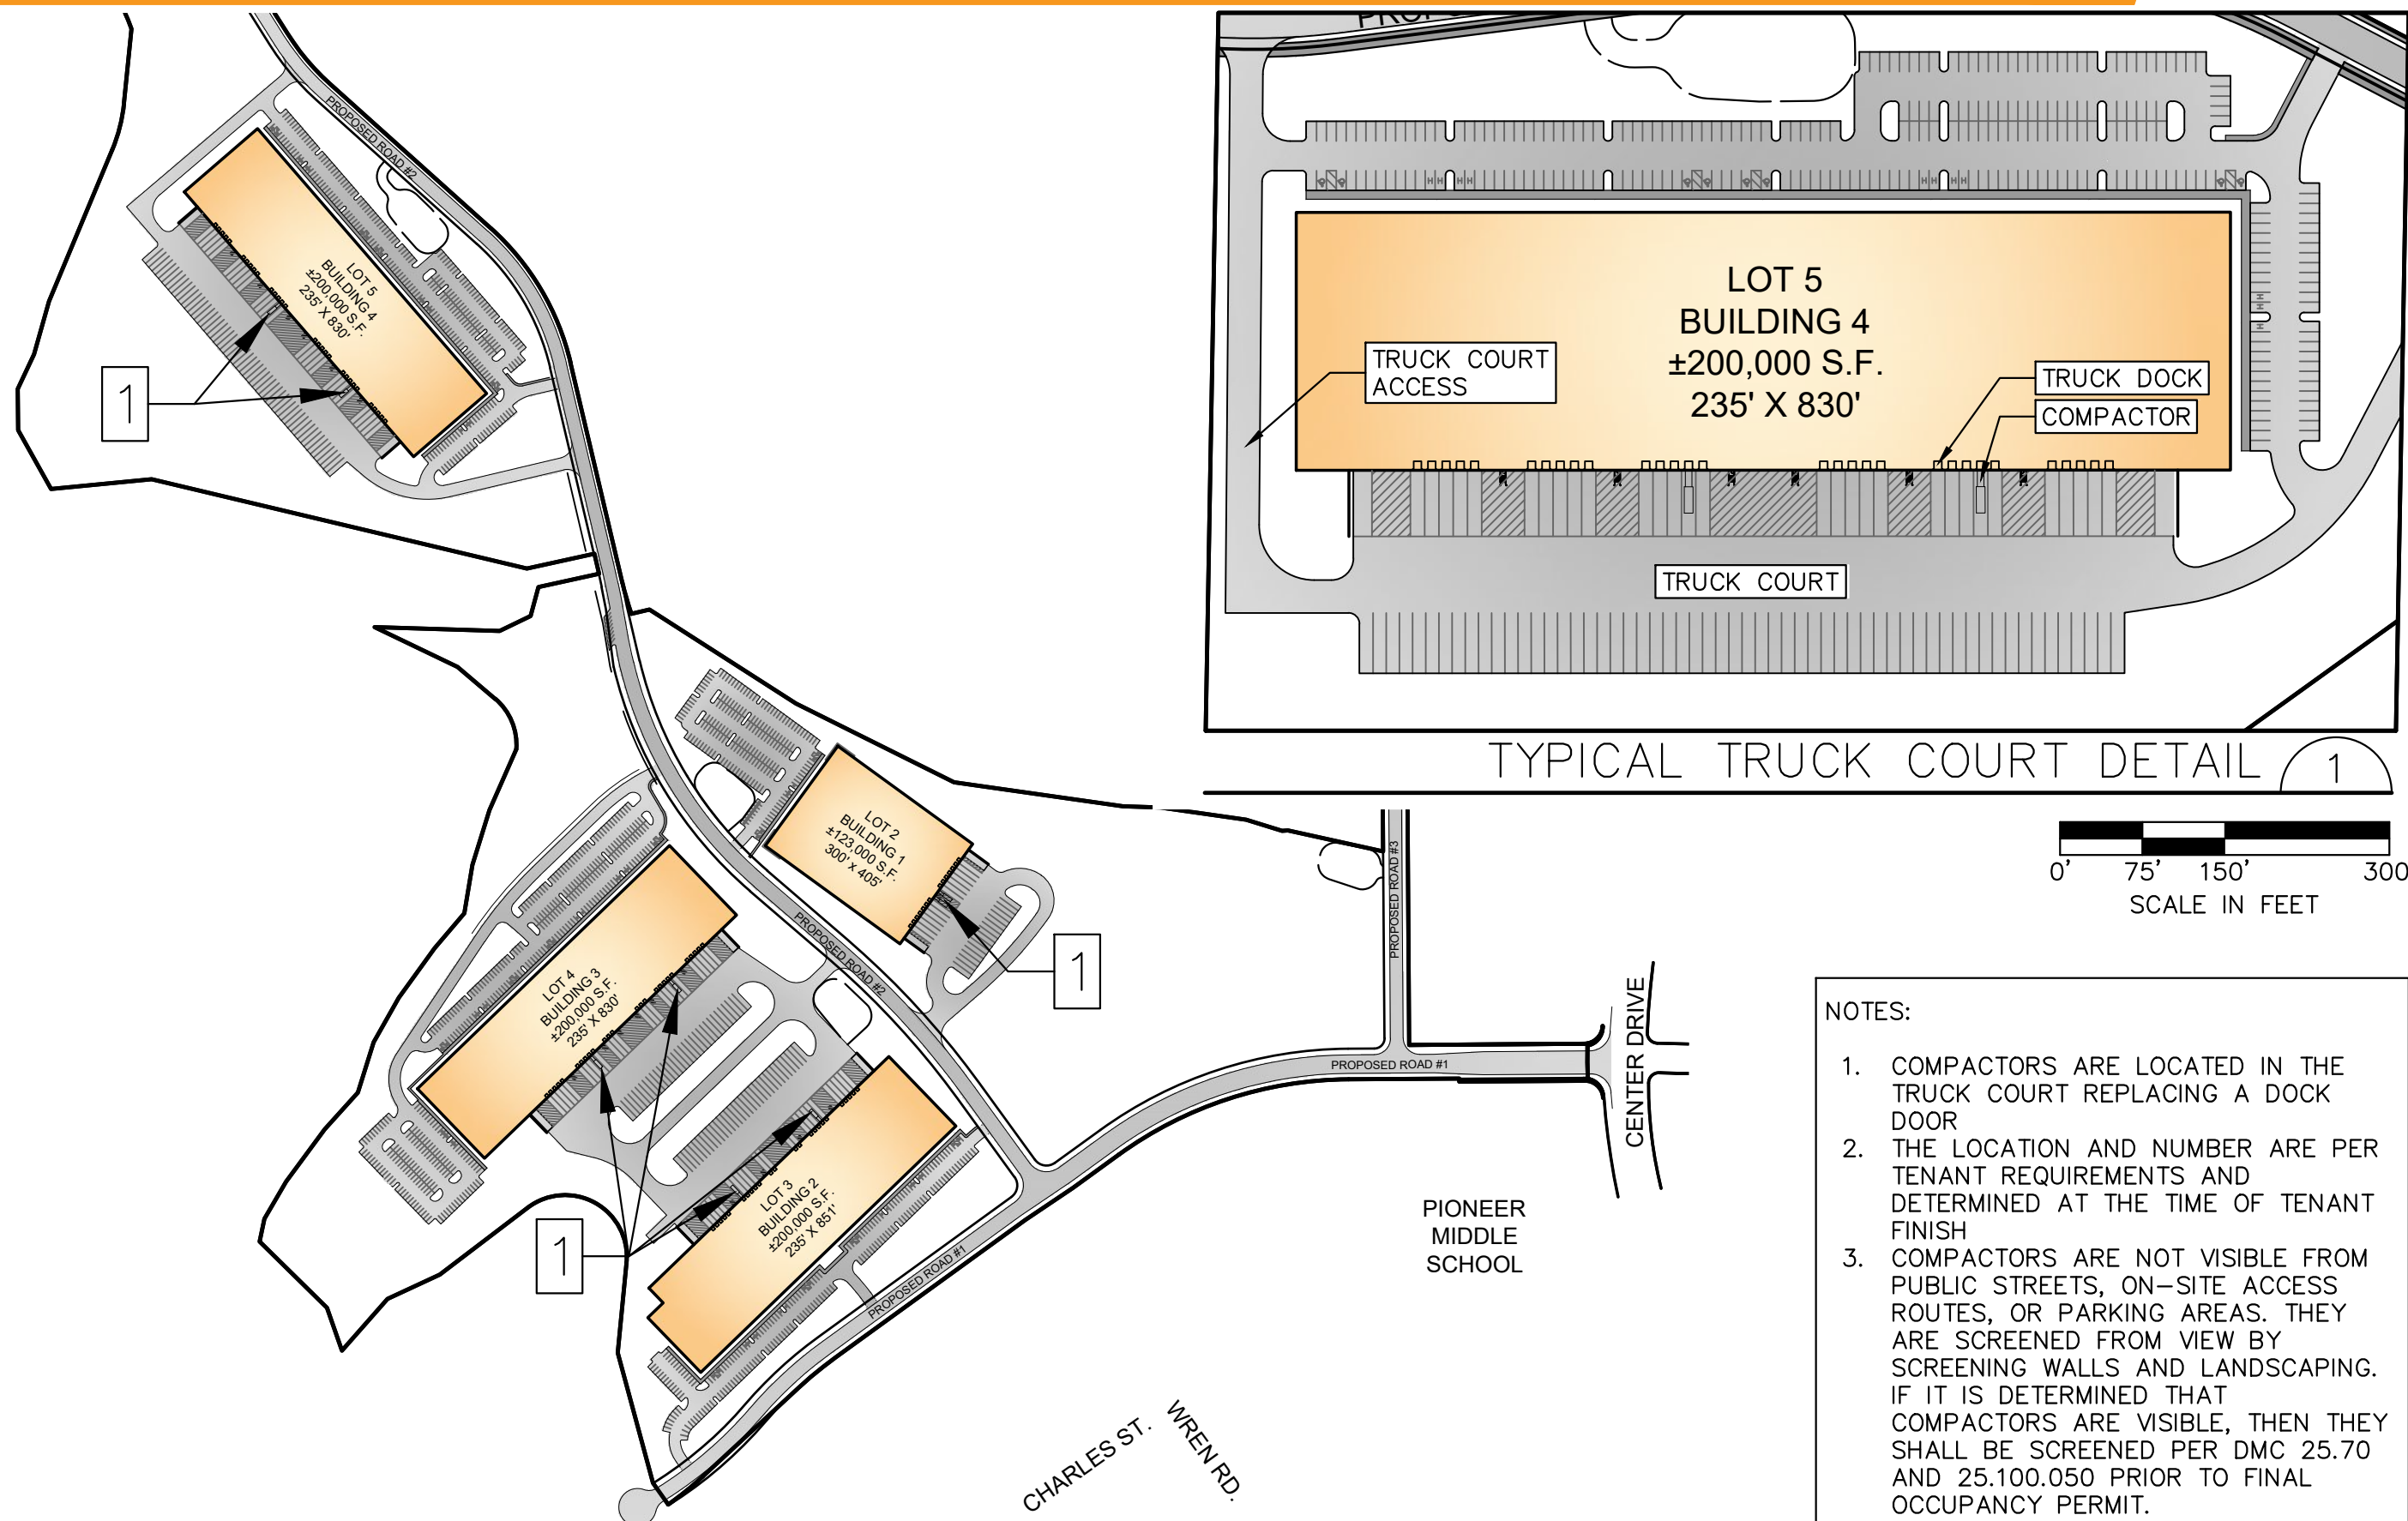 PROPOSED ROAD #2
LOT 5
BUILDING 4
±200,000 S.F.
235' X 830'
1
LOT 5
BUILDING 4
±200,000 S.F.
235' X 830'
TRUCK COURT
ACCESS
TRUCK DOCK
COMPACTOR
TRUCK COURT
TYPICAL TRUCK COURT DETAIL 1
0' 75' 150' 300
SCALE IN FEET
LOT 2
BUILDING 1
±123,000 S.F.
300' x 405'
1
LOT 4
BUILDING 3
±200,000 S.F.
235' X 830'
PROPOSED ROAD #2
LOT 3
BUILDING 2
±200,000 S.F.
235' X 851'
1
PROPOSED ROAD #1
PROPOSED ROAD #3
PROPOSED ROAD #1
CENTER DRIVE
PIONEER
MIDDLE
SCHOOL
CHARLES ST.
WREN RD.
NOTES:
1. COMPACTORS ARE LOCATED IN THE
TRUCK COURT REPLACING A DOCK
DOOR
2. THE LOCATION AND NUMBER ARE PER
TENANT REQUIREMENTS AND
DETERMINED AT THE TIME OF TENANT
FINISH
3. COMPACTORS ARE NOT VISIBLE FROM
PUBLIC STREETS, ON-SITE ACCESS
ROUTES, OR PARKING AREAS. THEY
ARE SCREENED FROM VIEW BY
SCREENING WALLS AND LANDSCAPING.
IF IT IS DETERMINED THAT
COMPACTORS ARE VISIBLE, THEN THEY
SHALL BE SCREENED PER DMC 25.70
AND 25.100.050 PRIOR TO FINAL
OCCUPANCY PERMIT.